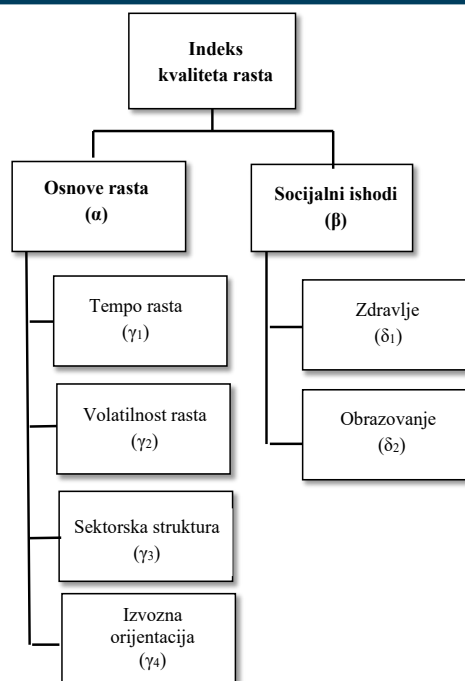 Indeks
kvaliteta rasta
Osnove rasta
(α)
Tempo rasta
(γ1)
Volatilnost rasta
(γ2)
Sektorska struktura
(γ3)
Izvozna
orijentacija
(γ4)
Socijalni ishodi
(β)
Zdravlje
(δ1)
Obrazovanje
(δ2)